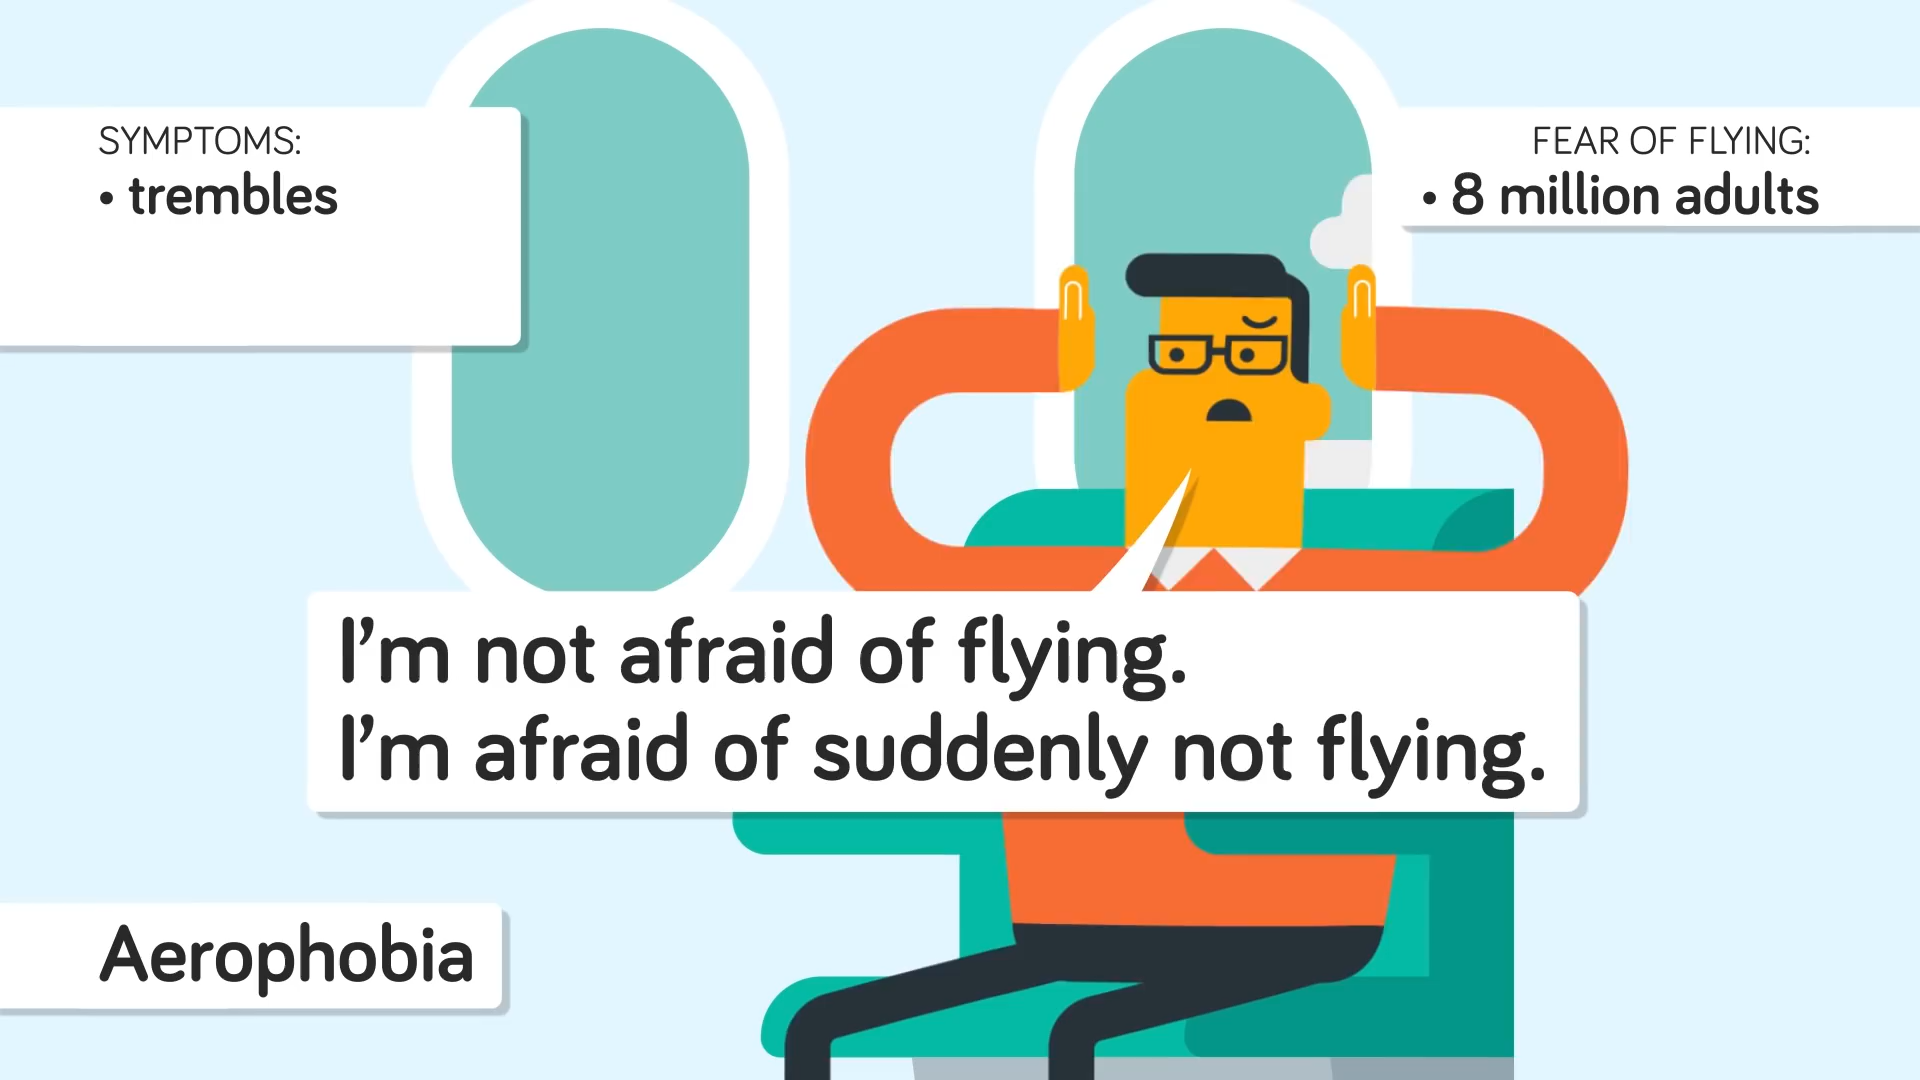 SYMPTOMS:
• trembles
FEAR OF FLYING:
• 8 million adults
I’m not afraid of flying.
I’m afraid of suddenly not flying.
Aerophobia